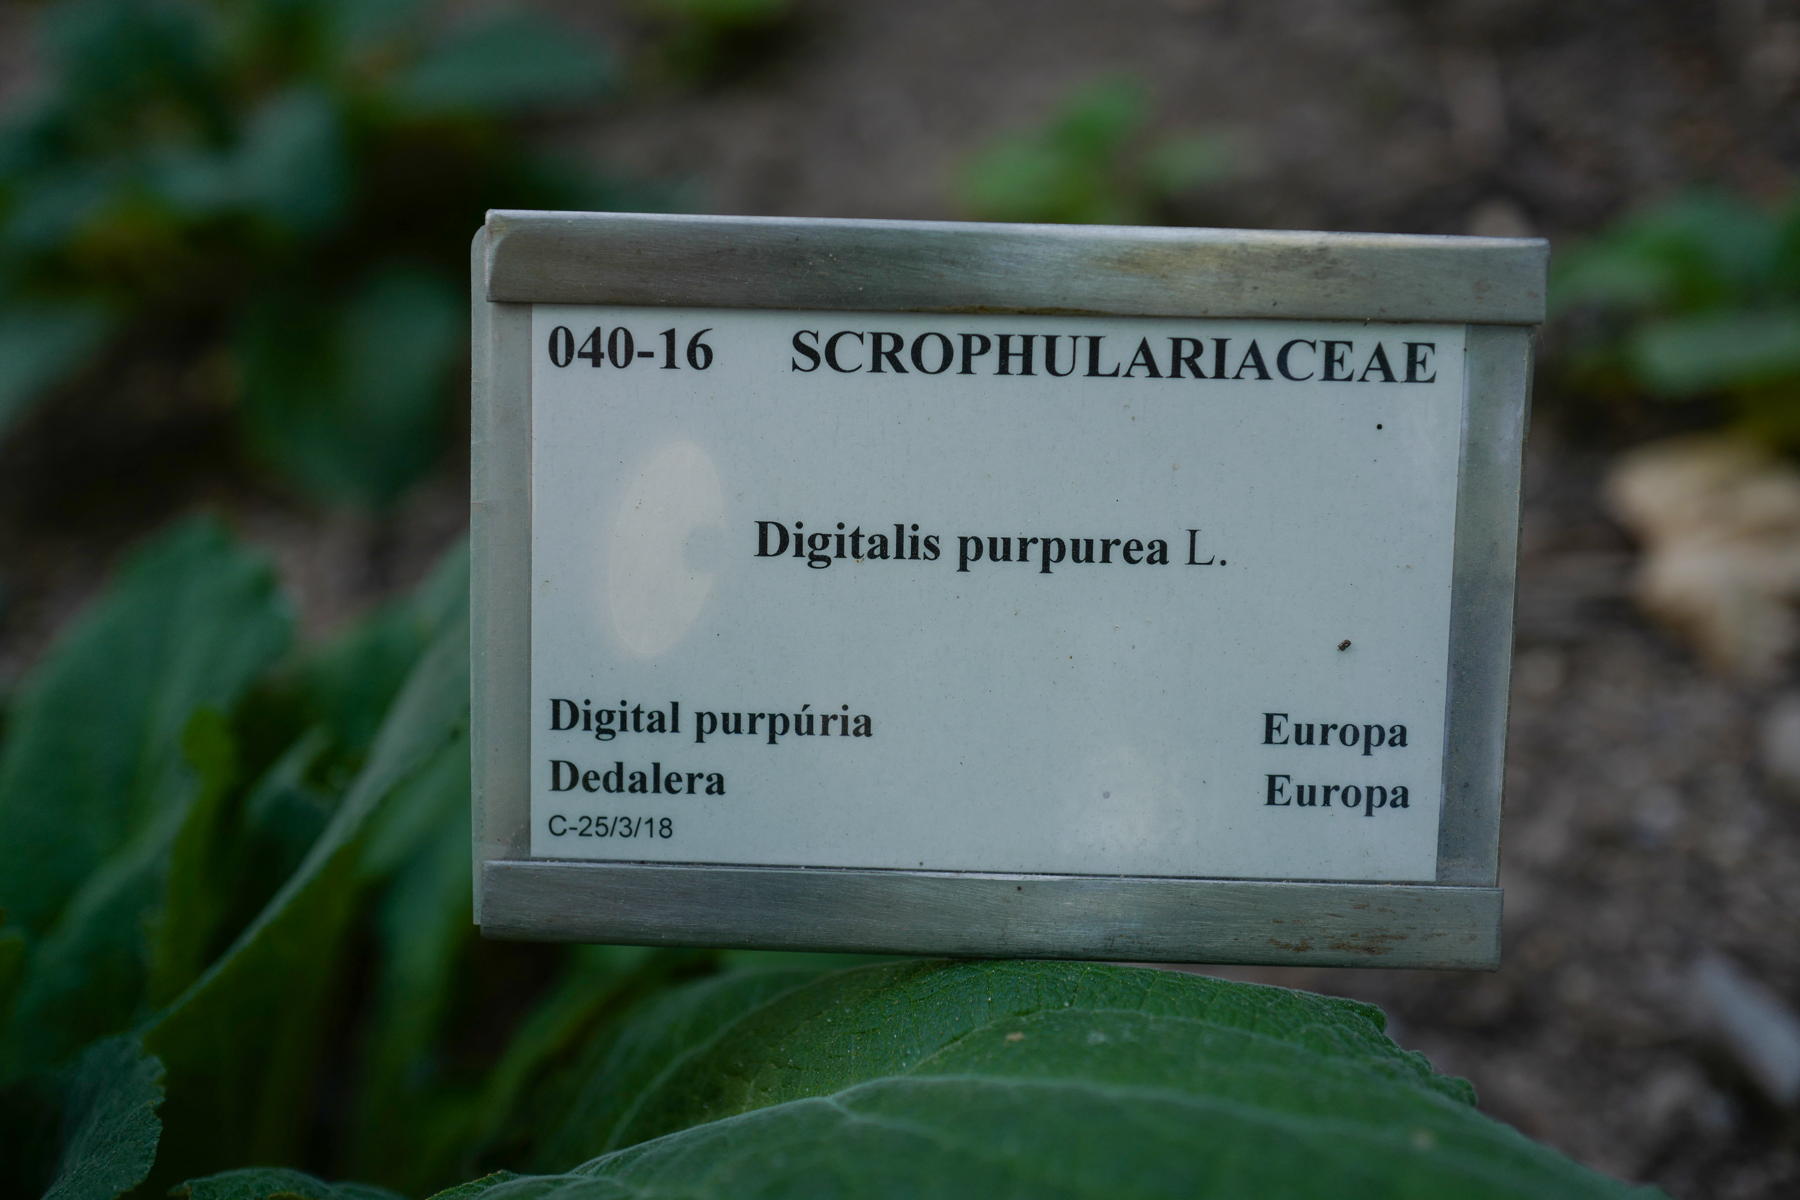 040-16 SCROPHULARIACEAE
Digitalis purpurea L.
Digital purpúria Europa
Dedalera Europa
C-25/3/18